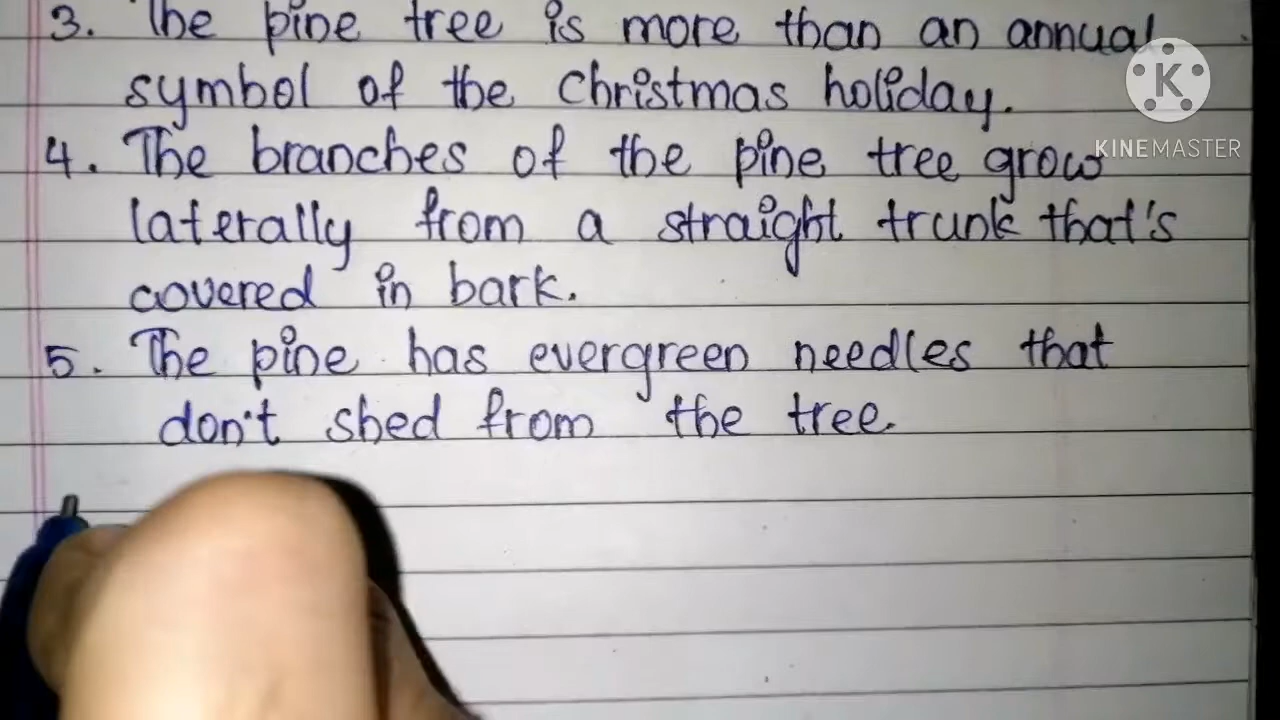 3. The pine tree is more than an annual
symbol of the Christmas holiday.
4. The branches of the pine tree grow
laterally from a straight trunk that's
covered in bark.
5. The pine has evergreen needles that
don't shed from the tree.
K
KINEMASTER